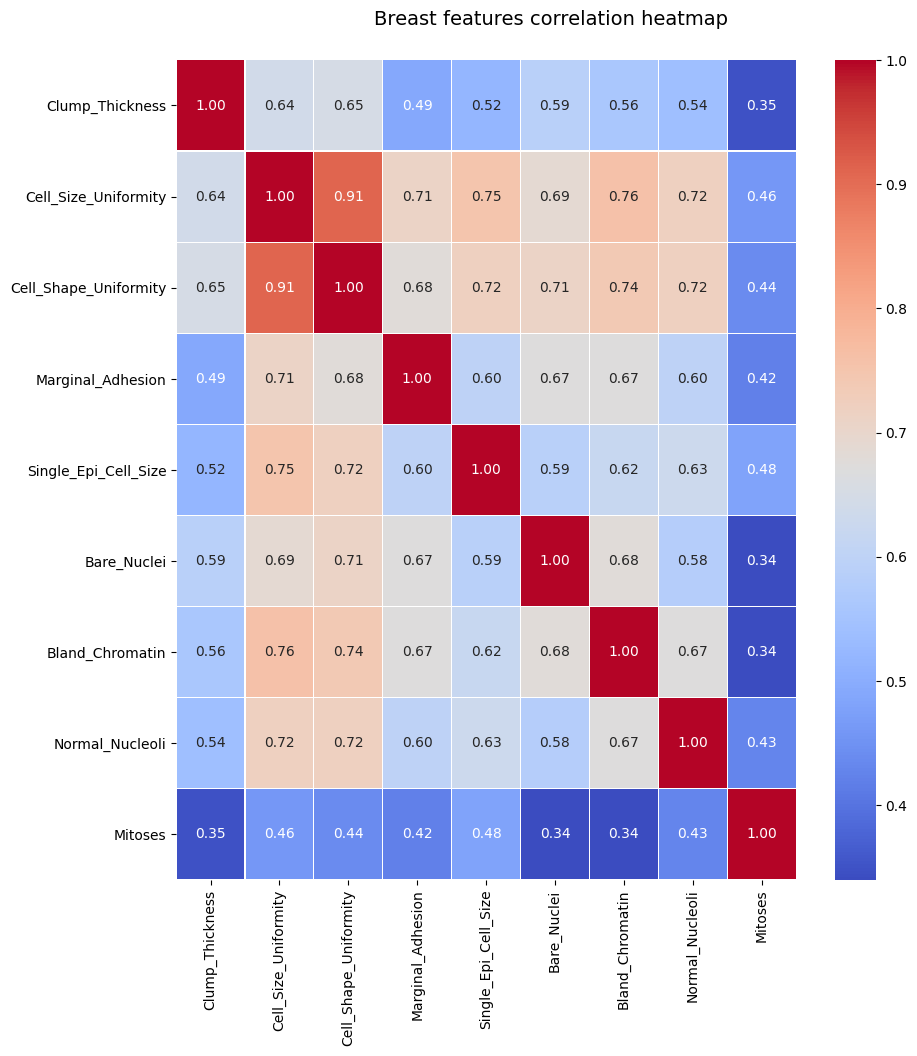 Breast features correlation heatmap
Clump_Thickness 1.00 0.64 0.65 0.49 0.52 0.59 0.56 0.54 0.35
Cell_Size_Uniformity 0.64 1.00 0.91 0.71 0.75 0.69 0.76 0.72 0.46
Cell_Shape_Uniformity 0.65 0.91 1.00 0.68 0.72 0.71 0.74 0.72 0.44
Marginal_Adhesion 0.49 0.71 0.68 1.00 0.60 0.67 0.67 0.60 0.42
Single_Epi_Cell_Size 0.52 0.75 0.72 0.60 1.00 0.59 0.62 0.63 0.48
Bare_Nuclei 0.59 0.69 0.71 0.67 0.59 1.00 0.68 0.58 0.34
Bland_Chromatin 0.56 0.76 0.74 0.67 0.62 0.68 1.00 0.67 0.34
Normal_Nucleoli 0.54 0.72 0.72 0.60 0.63 0.58 0.67 1.00 0.43
Mitoses 0.35 0.46 0.44 0.42 0.48 0.34 0.34 0.43 1.00
Clump_Thickness
Cell_Size_Uniformity
Cell_Shape_Uniformity
Marginal_Adhesion
Single_Epi_Cell_Size
Bare_Nuclei
Bland_Chromatin
Normal_Nucleoli
Mitoses
1.0
0.9
0.8
0.7
0.6
0.5
0.4